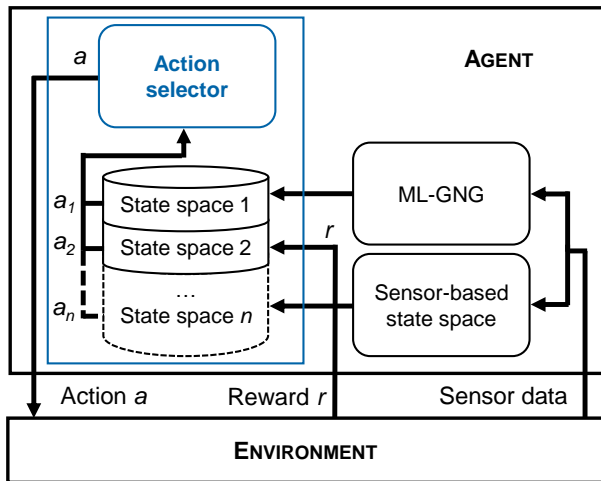 a
Action
selector
AGENT
a1
State space 1
ML-GNG
a2
State space 2
r
...
an
State space n
Sensor-based
state space
Action a
Reward r
Sensor data
ENVIRONMENT